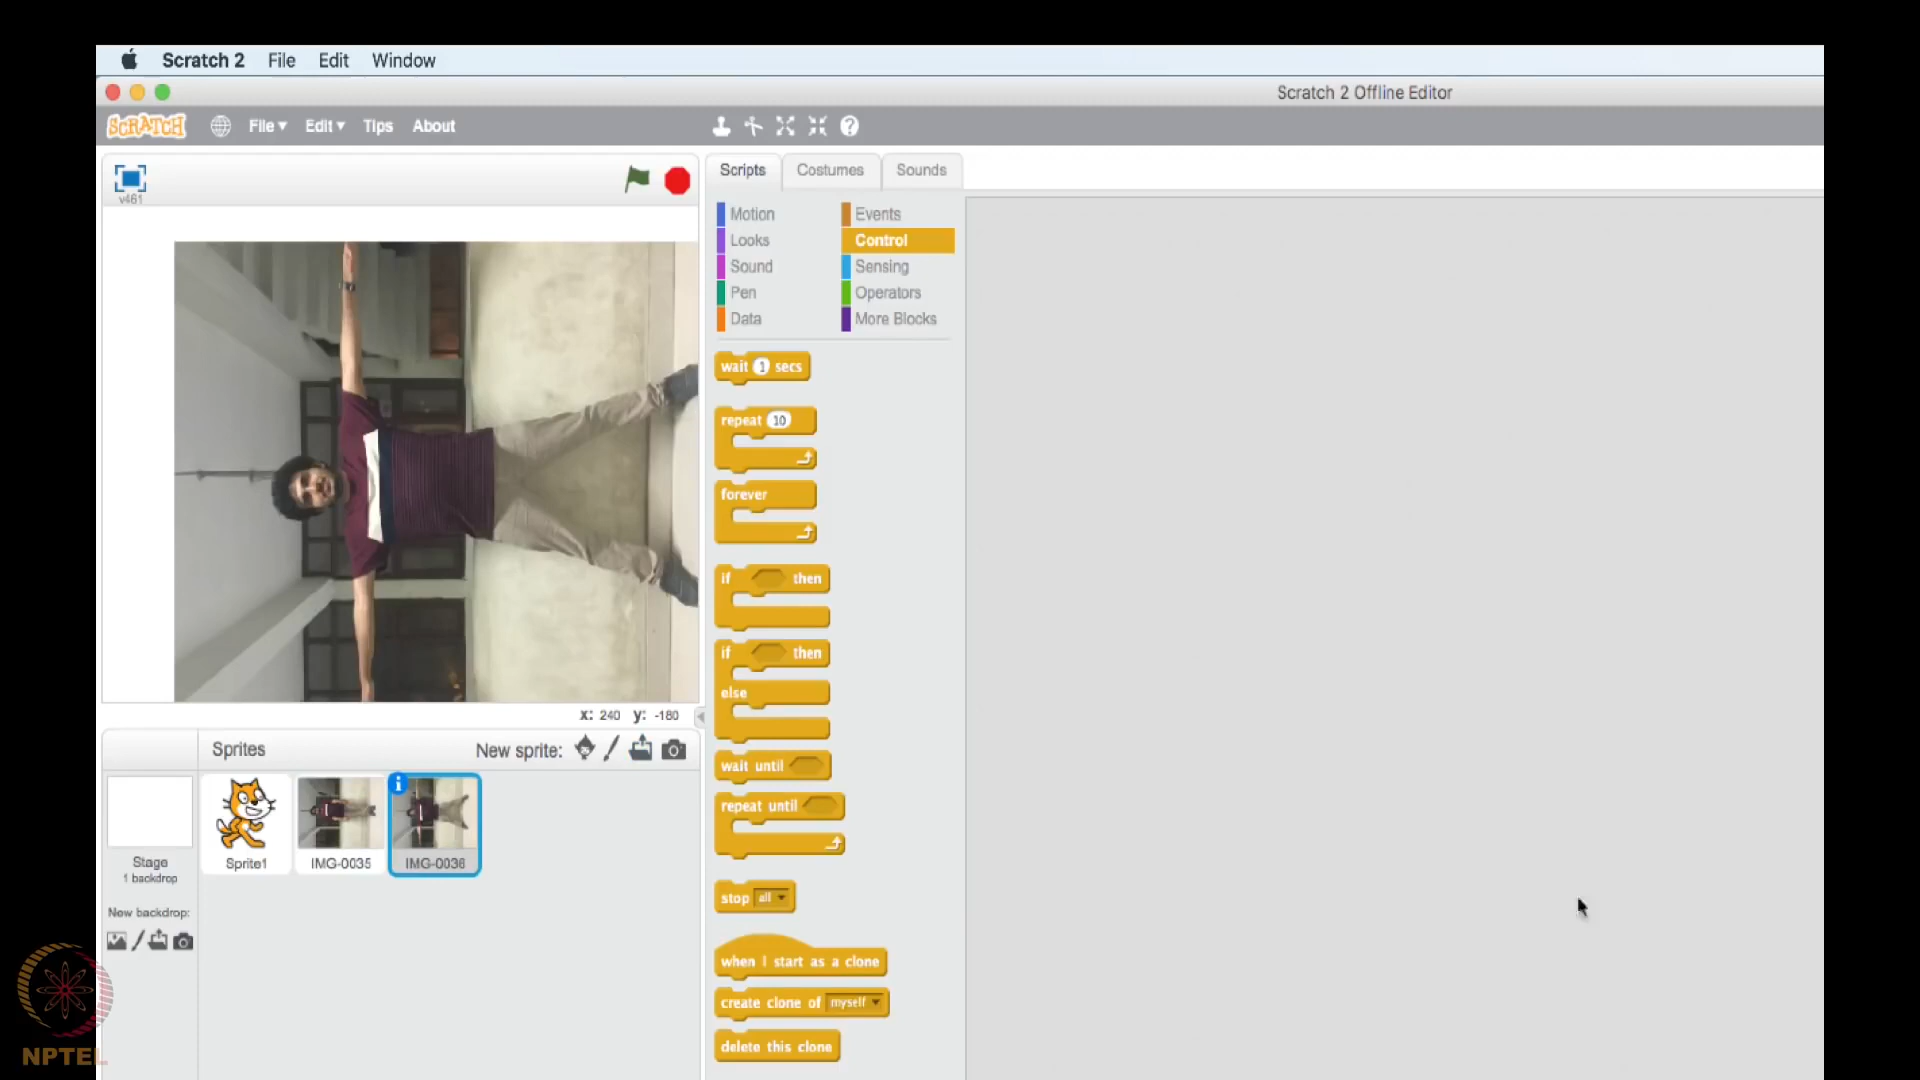 Scratch 2 File Edit Window
Scratch 2 Offline Editor
SCRATCH File Edit Tips About
v461
Scripts Costumes Sounds
Motion Events
Looks Control
Sound Sensing
Pen Operators
Data More Blocks
wait 1 secs
repeat 10
forever
if then
if then
else
wait until
repeat until
stop all
when I start as a clone
create clone of myself
delete this clone
x: 240 y: -180
Sprites New sprite:
Stage
1 backdrop
New backdrop:
Sprite1
IMG-0035
IMG-0036
NPTEL